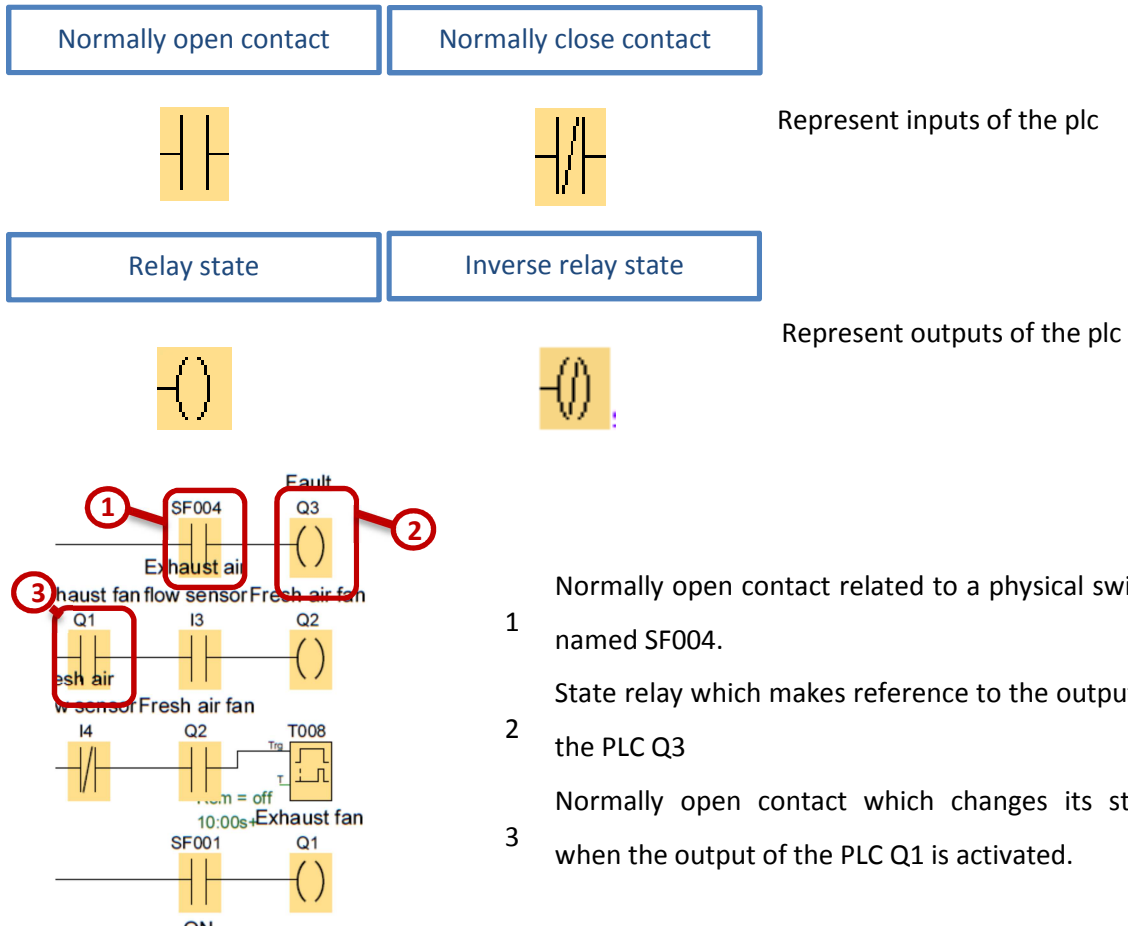 Normally open contact
Normally close contact
Represent inputs of the plc
Relay state
Inverse relay state
Represent outputs of the plc
Fault
1
SF004
Q3
2
Exhaust air
3
haust fan flow sensor Fresh air fan
Q1
I3
Q2
esh air
w sensor Fresh air fan
I4
Q2
T008
Trg
T
= off
10:00s+
Exhaust fan
SF001
Q1
1
Normally open contact related to a physical swi
named SF004.
2
State relay which makes reference to the output
the PLC Q3
3
Normally open contact which changes its st
when the output of the PLC Q1 is activated.